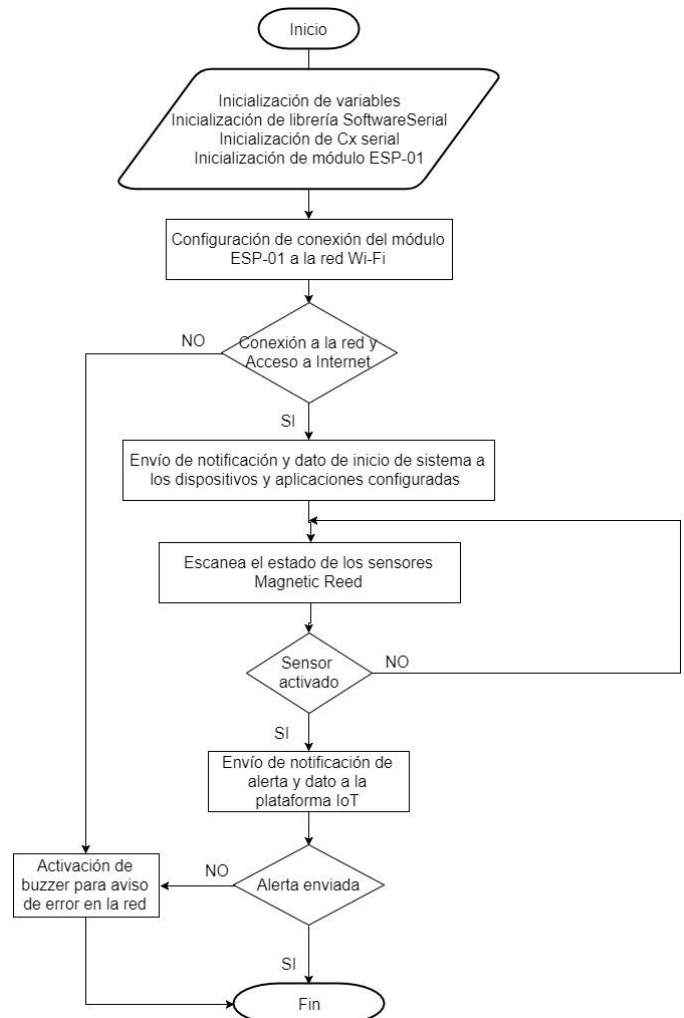 Inicio
Inicialización de variables
Inicialización de librería SoftwareSerial
Inicialización de Cx serial
Inicialización de módulo ESP-01
Configuración de conexión del módulo
ESP-01 a la red Wi-Fi
NO
Conexión a la red y
Acceso a Internet
SI
Envío de notificación y dato de inicio de sistema a
los dispositivos y aplicaciones configuradas
Escanea el estado de los sensores
Magnetic Reed
Sensor
activado
NO
SI
Envío de notificación de
alerta y dato a la
plataforma IoT
Activación de
buzzer para aviso
de error en la red
NO
Alerta enviada
SI
Fin